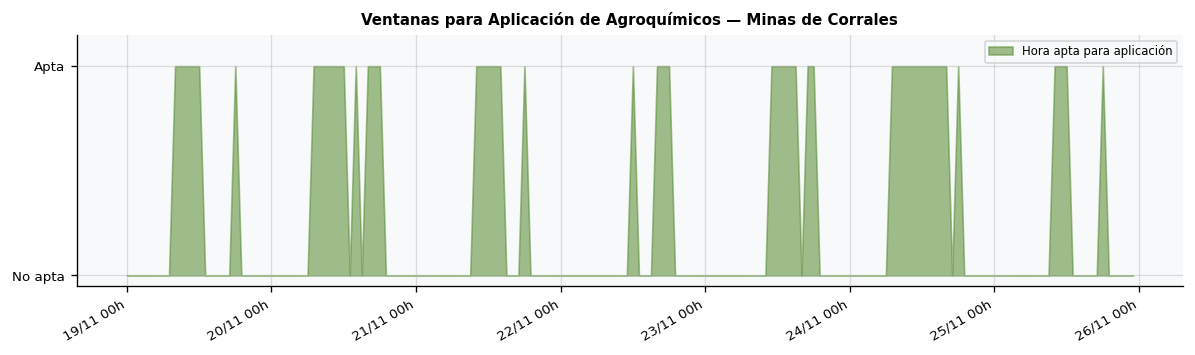 Ventanas para Aplicación de Agroquímicos — Minas de Corrales
Hora apta para aplicación
Apta
No apta
19/11 00h
20/11 00h
21/11 00h
22/11 00h
23/11 00h
24/11 00h
25/11 00h
26/11 00h